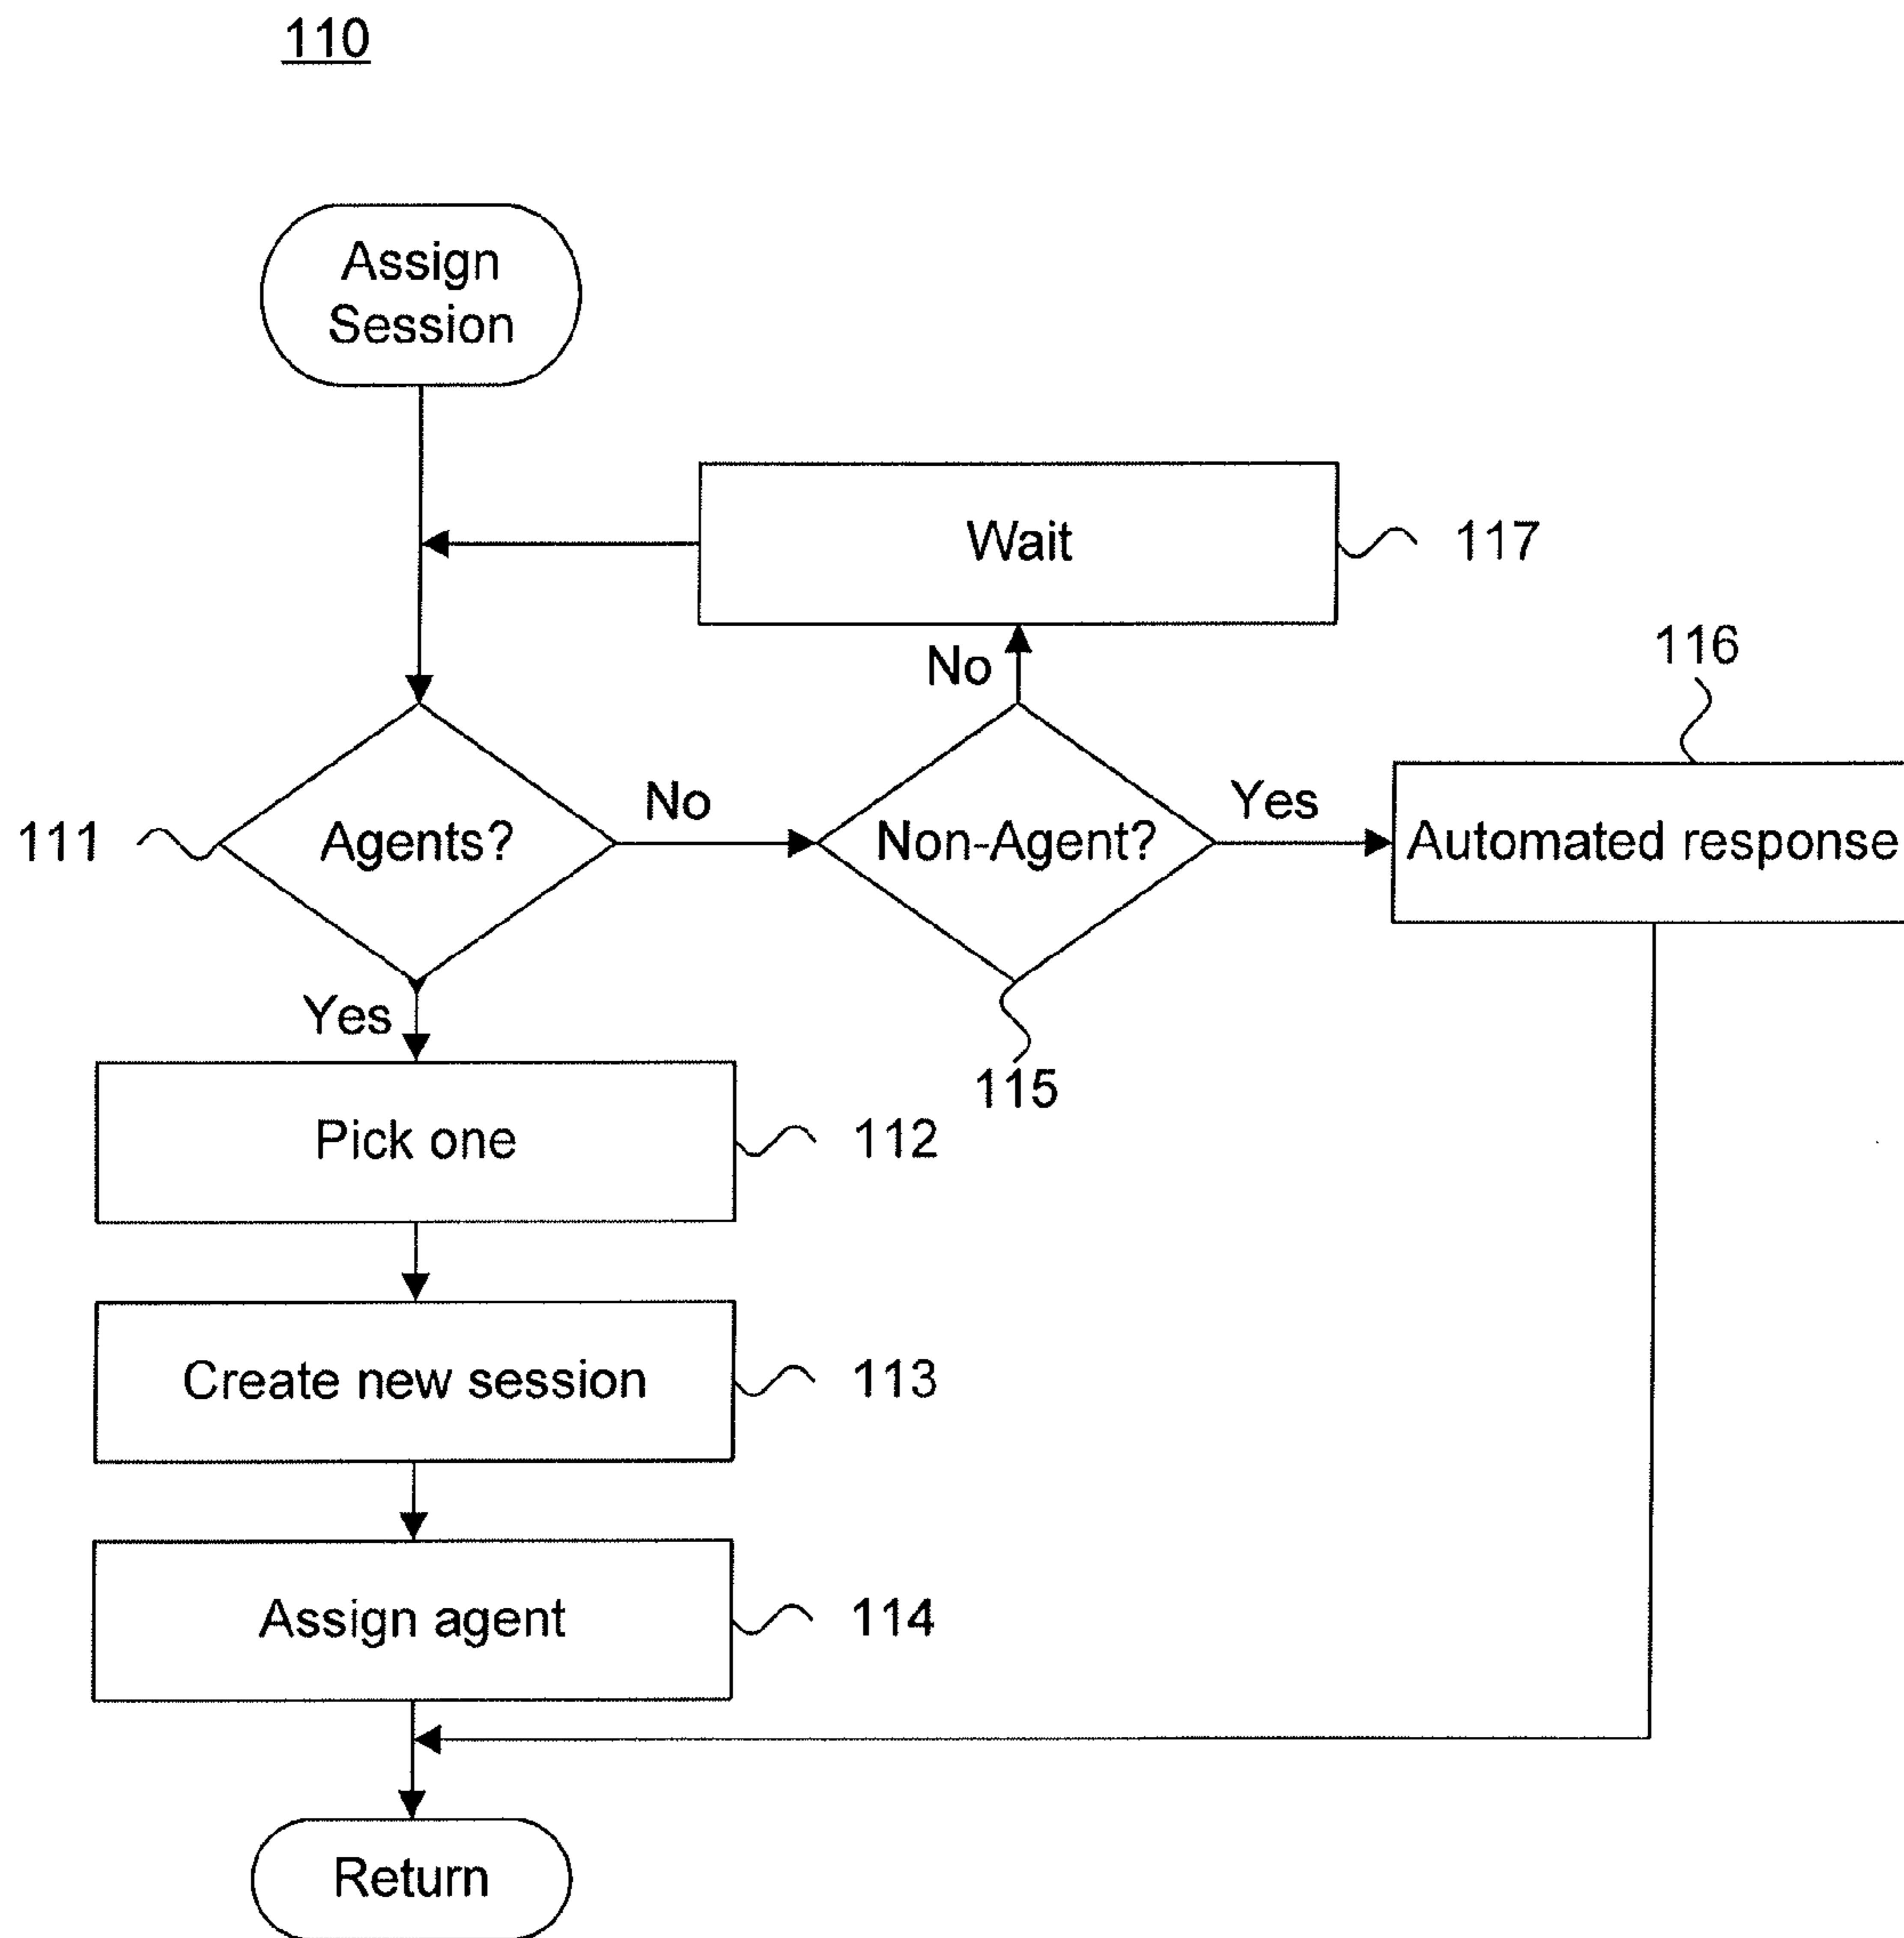 110
Assign
Session
Wait
117
No
116
111
Agents?
No
Non-Agent?
Yes
Automated response
Yes
115
Pick one
112
Create new session
113
Assign agent
114
Return